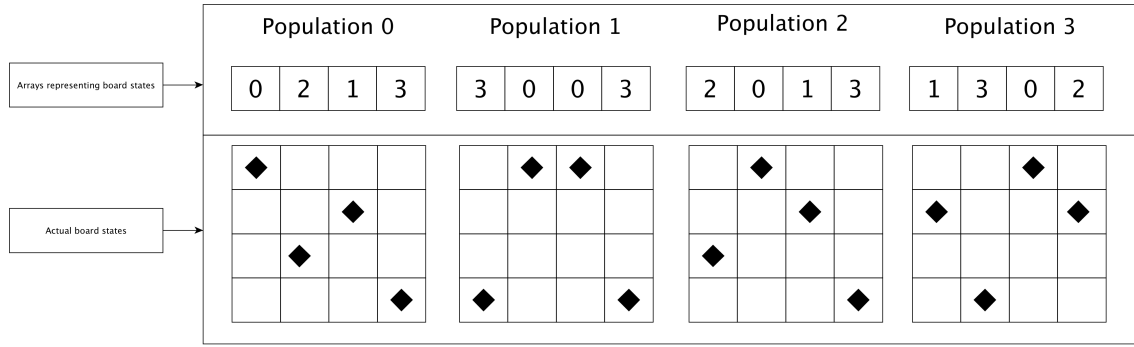 Population 0 Population 1 Population 2 Population 3
Arrays representing board states
0 2 1 3 3 0 0 3 2 0 1 3 1 3 0 2
Actual board states